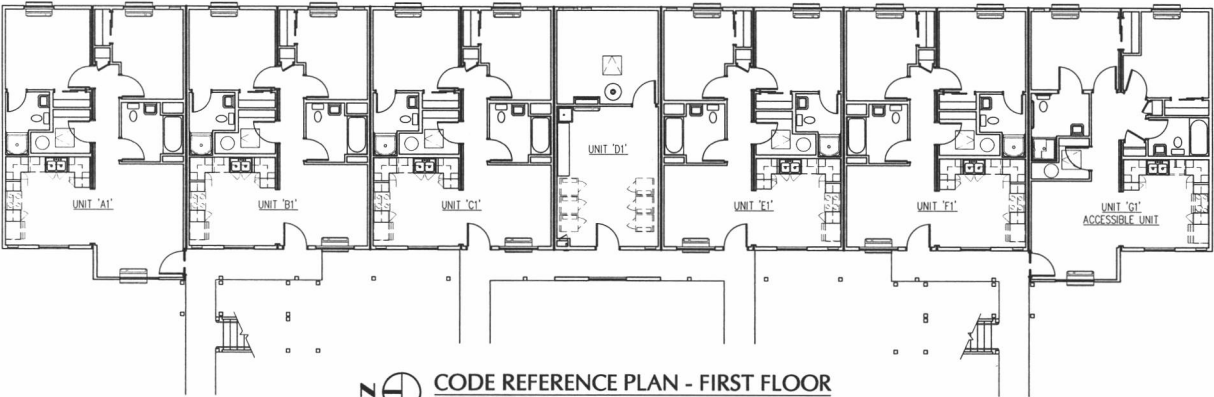 UNIT 'D1'
UNIT 'A1'
UNIT 'B1'
UNIT 'C1'
UNIT 'E1'
UNIT 'F1'
UNIT 'G1'
ACCESSIBLE UNIT
N
CODE REFERENCE PLAN - FIRST FLOOR